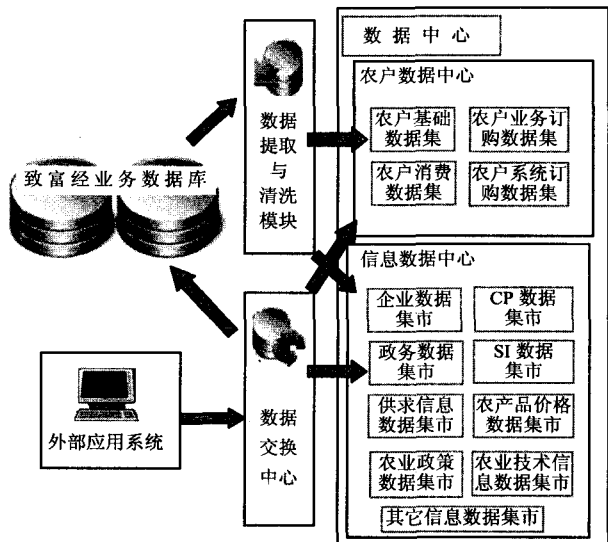 数据中心
农户数据中心
农户基础
数据集
农户业务订
购数据集
农户消费
数据集
农户系统订
购数据集
数据
提取
与
清洗
模块
致富经业务数据库
信息数据中心
企业数据
集市
CP 数据
集市
政务数据
集市
SI 数据
集市
供求信息
数据集市
农产品价格
数据集市
农业政策
数据集市
农业技术信
息数据集市
其它信息数据集市
数据
交换
中心
外部应用系统